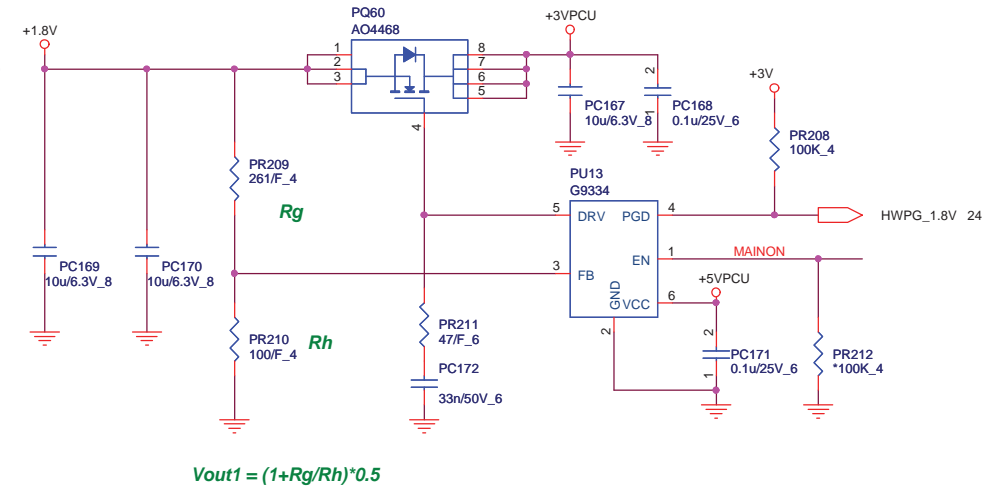 PQ60
AO4468
+1.8V
+3VPCU
1
2
3
8
7
6
5
4
PC167
10u/6.3V_8
2
1
PC168
0.1u/25V_6
+3V
PR208
100K_4
PR209
261/F_4
Rg
PU13
G9334
5
DRV
PGD
4
HWPG_1.8V 24
EN
1
MAINON
3
FB
GND
VCC
6
2
+5VPCU
PC169
10u/6.3V_8
PC170
10u/6.3V_8
PR210
100/F_4
Rh
PR211
47/F_6
PC172
33n/50V_6
2
1
PC171
0.1u/25V_6
PR212
*100K_4
Vout1 = (1+Rg/Rh)*0.5